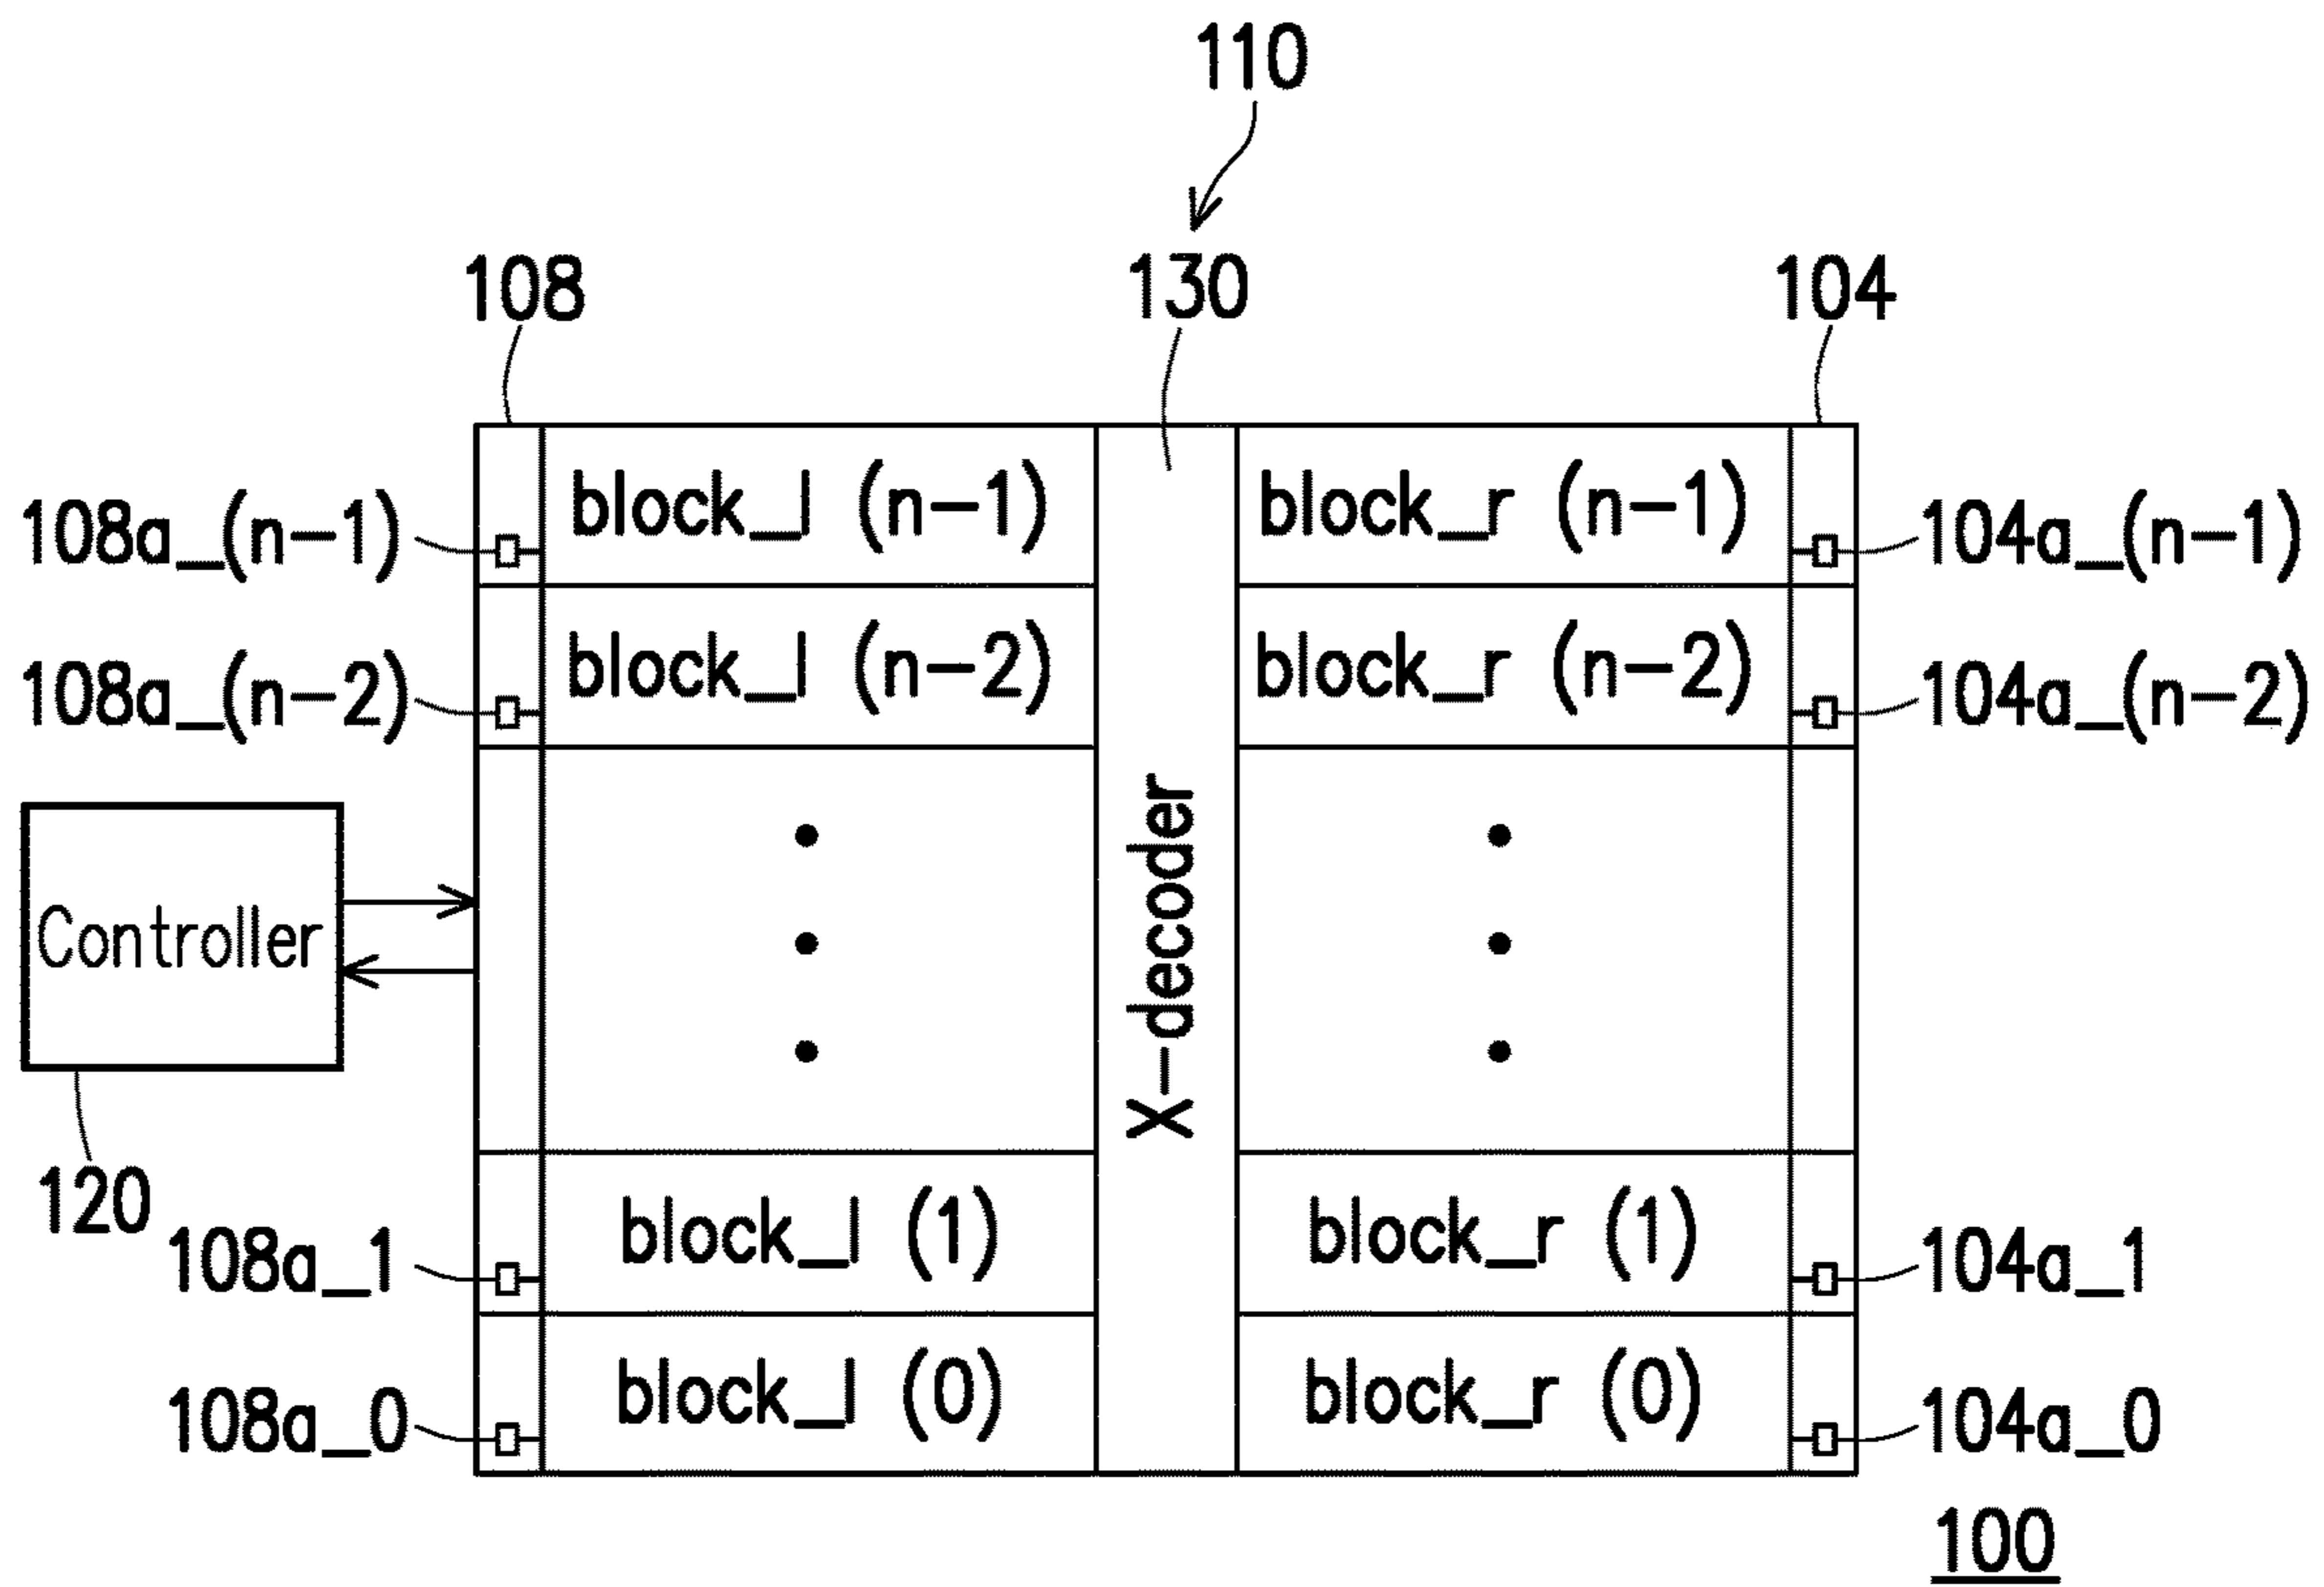 110
108
130
104
108a_(n-1)
block_l (n-1)
block_r (n-1)
104a_(n-1)
108a_(n-2)
block_l (n-2)
block_r (n-2)
104a_(n-2)
Controller
X-decoder
120
108a_1
block_l (1)
block_r (1)
104a_1
108a_0
block_l (0)
block_r (0)
104a_0
100